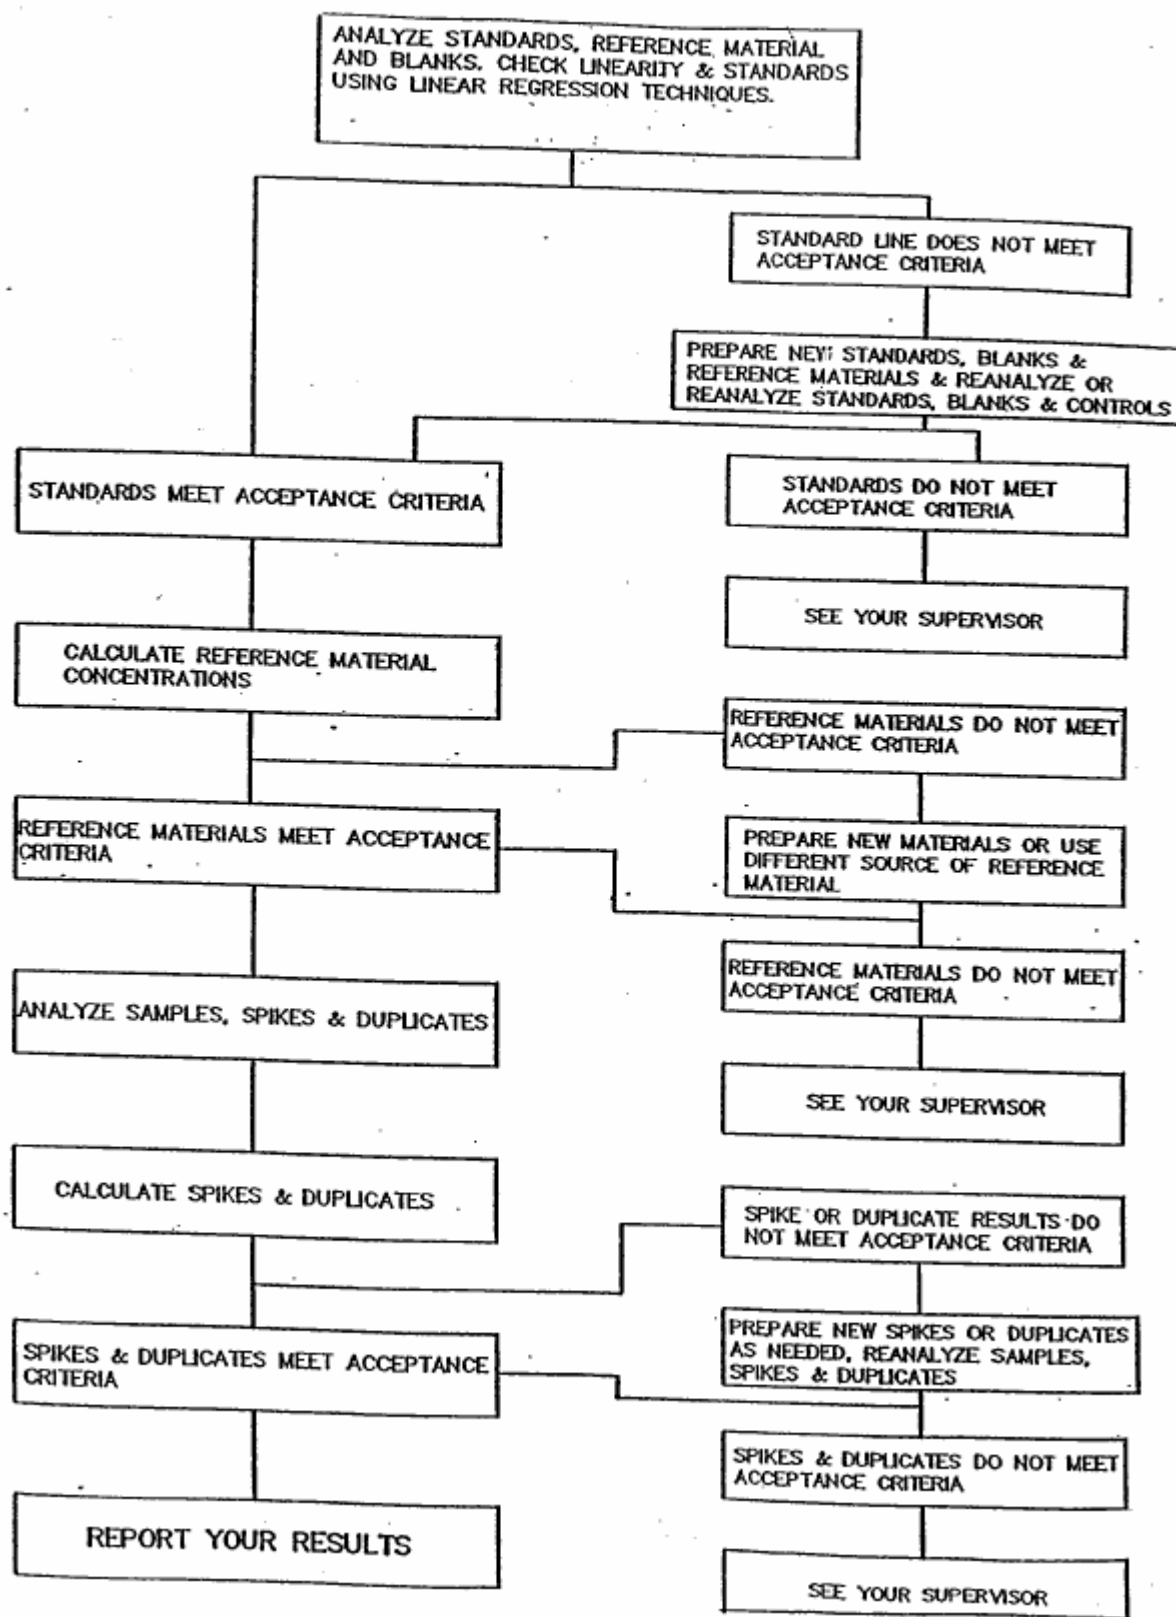 ANALYZE STANDARDS, REFERENCE MATERIAL
AND BLANKS. CHECK LINEARITY & STANDARDS
USING LINEAR REGRESSION TECHNIQUES.
STANDARD LINE DOES NOT MEET
ACCEPTANCE CRITERIA
PREPARE NEW STANDARDS, BLANKS &
REFERENCE MATERIALS & REANALYZE OR
REANALYZE STANDARDS, BLANKS & CONTROLS
STANDARDS MEET ACCEPTANCE CRITERIA
STANDARDS DO NOT MEET
ACCEPTANCE CRITERIA
SEE YOUR SUPERVISOR
CALCULATE REFERENCE MATERIAL
CONCENTRATIONS
REFERENCE MATERIALS DO NOT MEET
ACCEPTANCE CRITERIA
REFERENCE MATERIALS MEET ACCEPTANCE
CRITERIA
PREPARE NEW MATERIALS OR USE
DIFFERENT SOURCE OF REFERENCE
MATERIAL
REFERENCE MATERIALS DO NOT MEET
ACCEPTANCE CRITERIA
ANALYZE SAMPLES, SPIKES & DUPLICATES
SEE YOUR SUPERVISOR
CALCULATE SPIKES & DUPLICATES
SPIKE OR DUPLICATE RESULTS DO
NOT MEET ACCEPTANCE CRITERIA
SPIKES & DUPLICATES MEET ACCEPTANCE
CRITERIA
PREPARE NEW SPIKES OR DUPLICATES
AS NEEDED, REANALYZE SAMPLES,
SPIKES & DUPLICATES
SPIKES & DUPLICATES DO NOT MEET
ACCEPTANCE CRITERIA
REPORT YOUR RESULTS
SEE YOUR SUPERVISOR